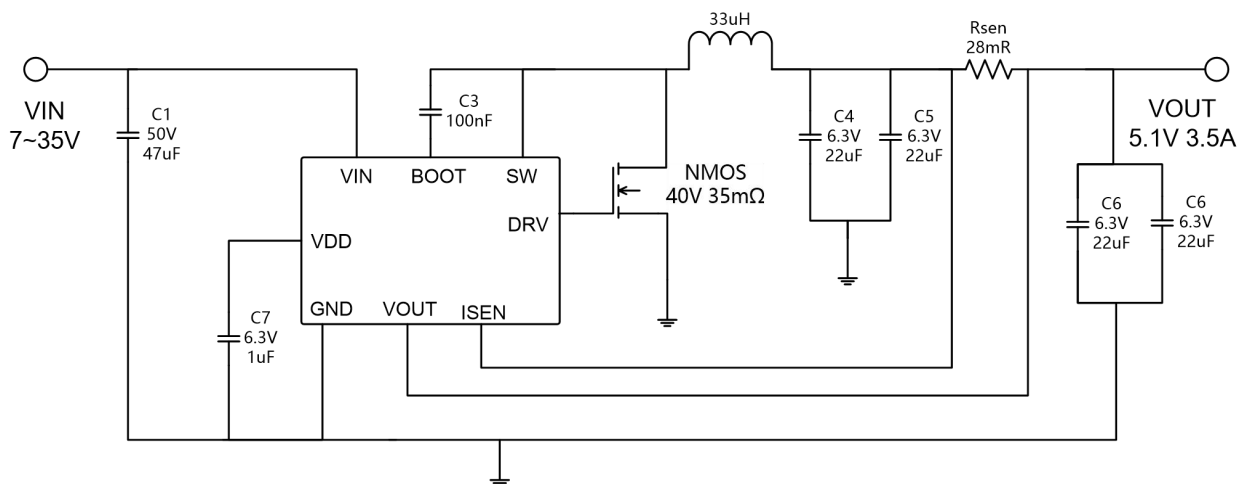 33uH
Rsen
28mR
VIN
7~35V
C1
50V
47uF
C3
100nF
C4
6.3V
22uF
C5
6.3V
22uF
VOUT
5.1V 3.5A
VIN
BOOT
SW
NMOS
40V 35mΩ
DRV
VDD
C6
6.3V
22uF
C6
6.3V
22uF
GND
VOUT
ISEN
C7
6.3V
1uF